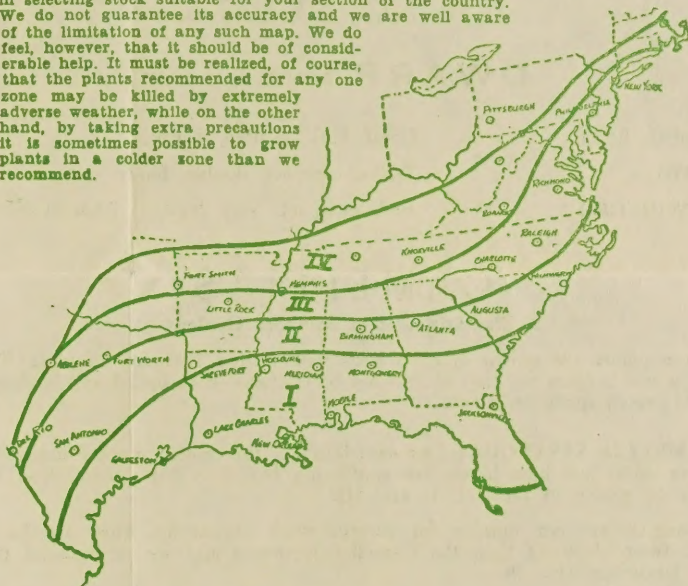 in selecting stock suitable for your section of the country.
We do not guarantee its accuracy and we are well aware
of the limitation of any such map. We do
feel, however, that it should be of consid-
erable help. It must be realized, of course,
that the plants recommended for any one
zone may be killed by extremely
adverse weather, while on the other
hand, by taking extra precautions
it is sometimes possible to grow
plants in a colder zone than we
recommend.
PITTSBURGH
PHILADELPHIA
NEW YORK
RICHMOND
ROANOKE
RALEIGH
KNOXVILLE
CHARLOTTE
IV
FORT SMITH
MEMPHIS
LITTLE ROCK
III
II
BIRMINGHAM
ATLANTA
AUGUSTA
ABILENE
FORT WORTH
SHREVEPORT
VICKSBURG
MERIDIAN
MONTGOMERY
I
MOBILE
JACKSONVILLE
DEL RIO
SAN ANTONIO
LAKE CHARLES
NEW ORLEANS
GALVESTON